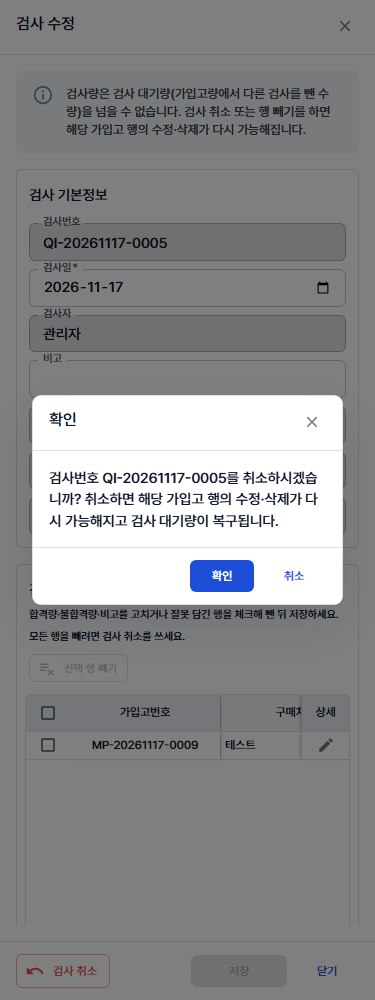 검사 수정
검사량은 검사 대기량(가입고량에서 다른 검사를 뺀 수
량)을 넘을 수 없습니다. 검사 취소 또는 행 빼기를 하면
해당 가입고 행의 수정·삭제가 다시 가능해집니다.
검사 기본정보
검사번호
QI-20261117-0005
검사일*
2026-11-17
검사자
관리자
비고
확인
검사번호 QI-20261117-0005를 취소하시겠습
니까? 취소하면 해당 가입고 행의 수정·삭제가 다
시 가능해지고 검사 대기량이 복구됩니다.
확인
취소
합격량·불합격량·비고를 고치거나 잘못 담긴 행을 체크해 뺀 뒤 저장하세요.
모든 행을 빼려면 검사 취소를 쓰세요.
선택 행 빼기
가입고번호 구매처 상세
MP-20261117-0009 테스트
검사 취소
저장
닫기